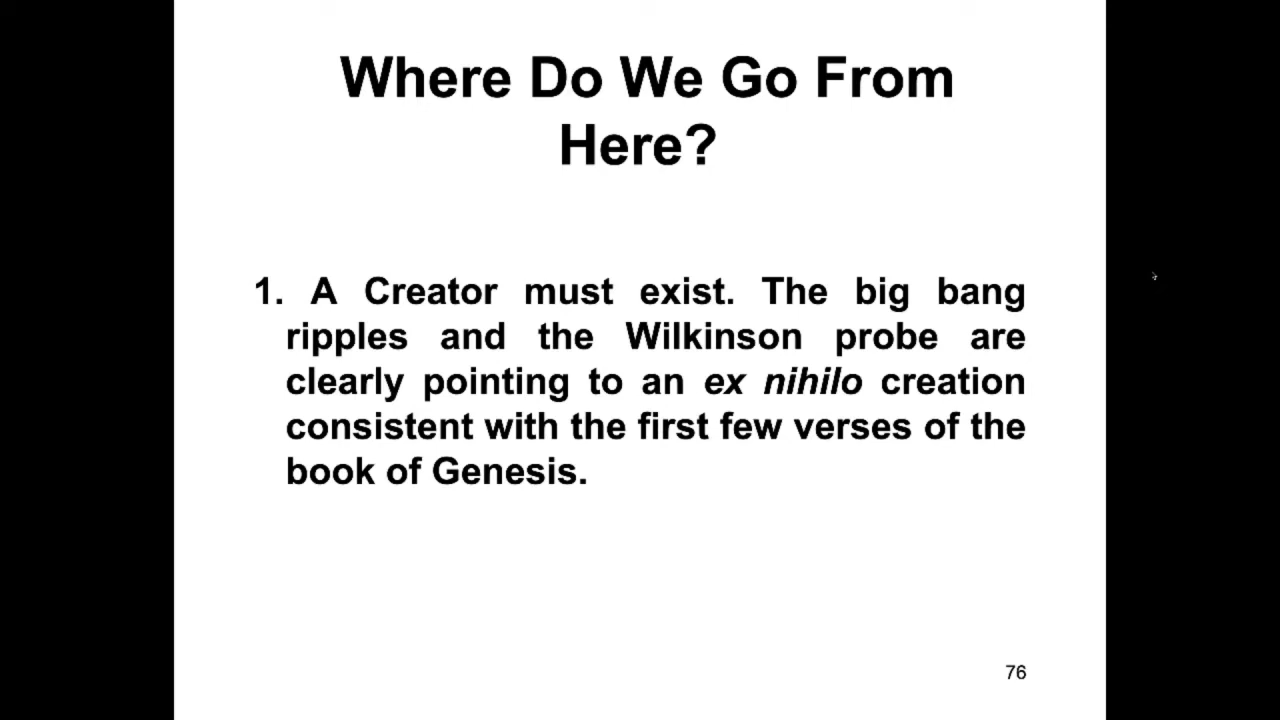 Where Do We Go From
Here?
1. A Creator must exist. The big bang
ripples and the Wilkinson probe are
clearly pointing to an ex nihilo creation
consistent with the first few verses of the
book of Genesis.
76